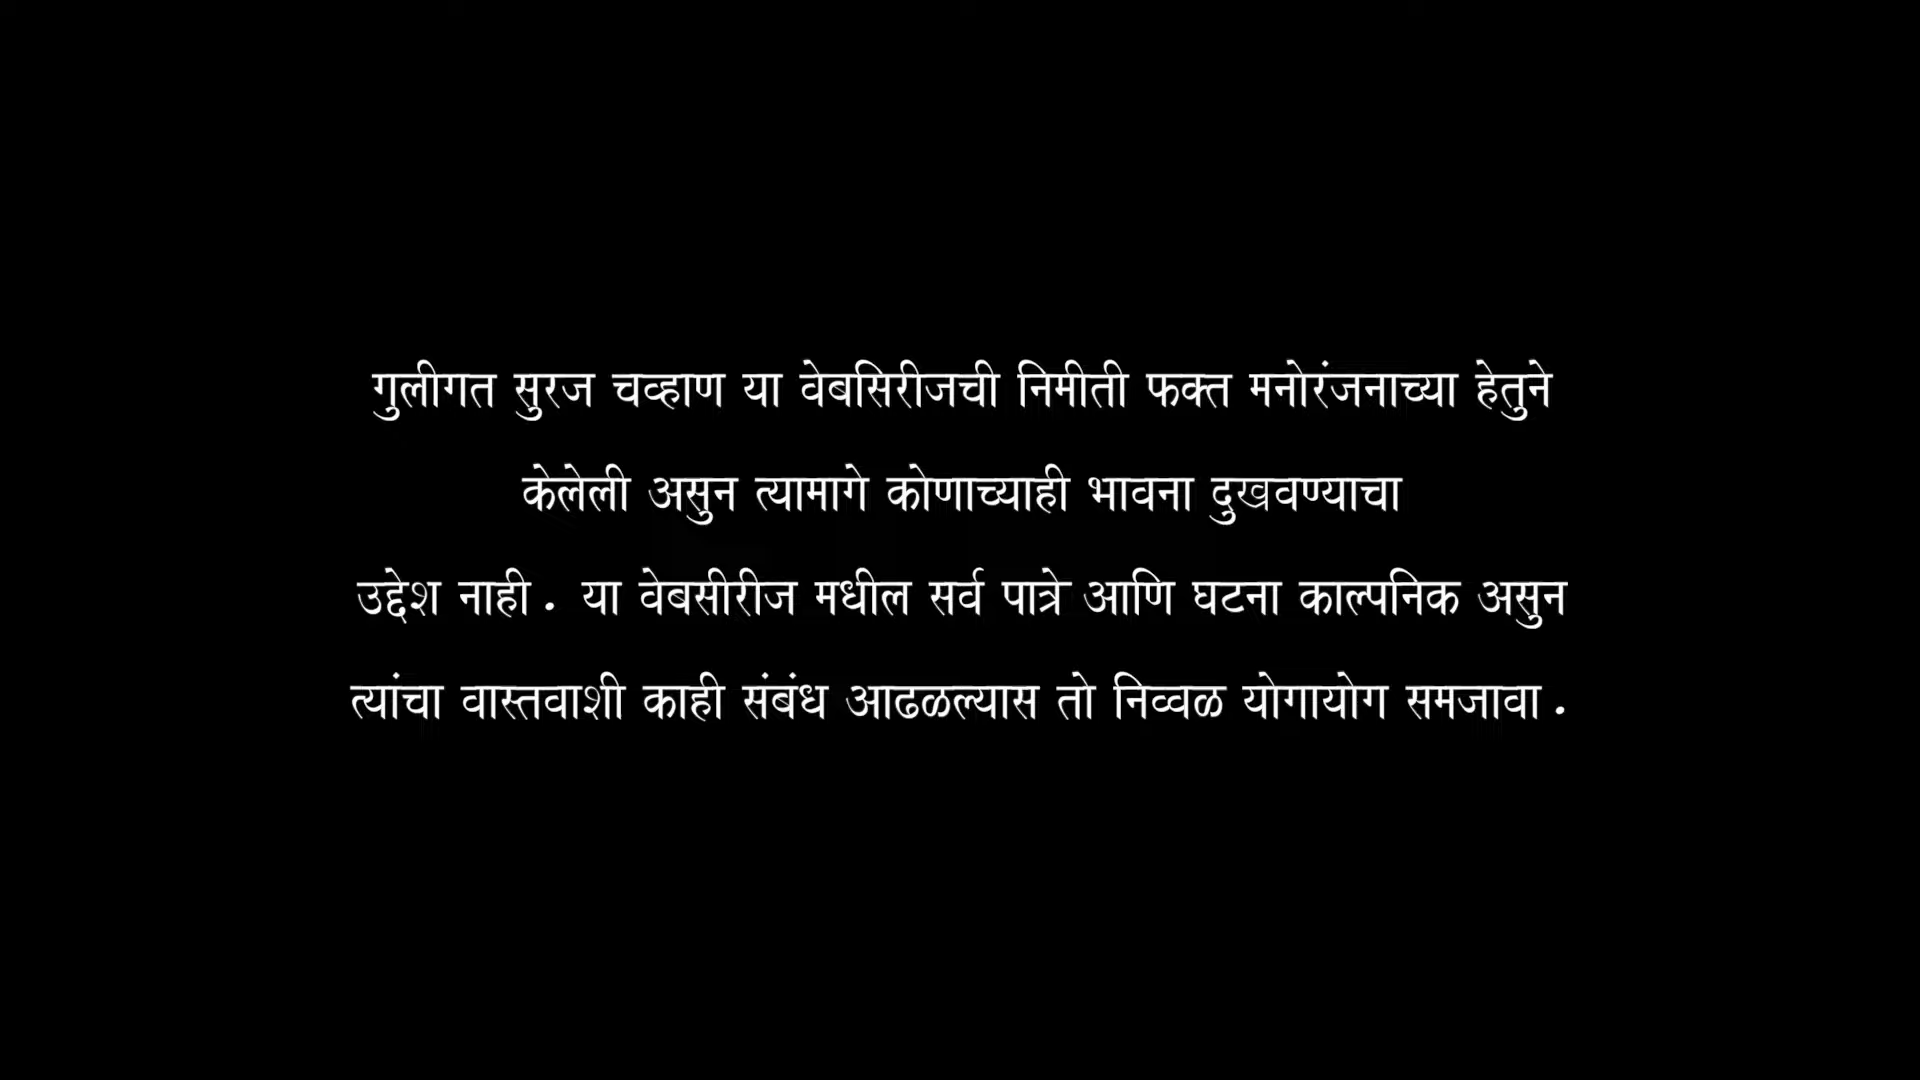 गुलीगत सुरज चव्हाण या वेबसिरीजची निमीती फक्त मनोरंजनाच्या हेतुने
केलेली असुन त्यामागे कोणाच्याही भावना दुखवण्याचा
उद्देश नाही. या वेबसीरीज मधील सर्व पात्रे आणि घटना काल्पनिक असुन
त्यांचा वास्तवाशी काही संबंध आढळल्यास तो निव्वळ योगायोग समजावा.